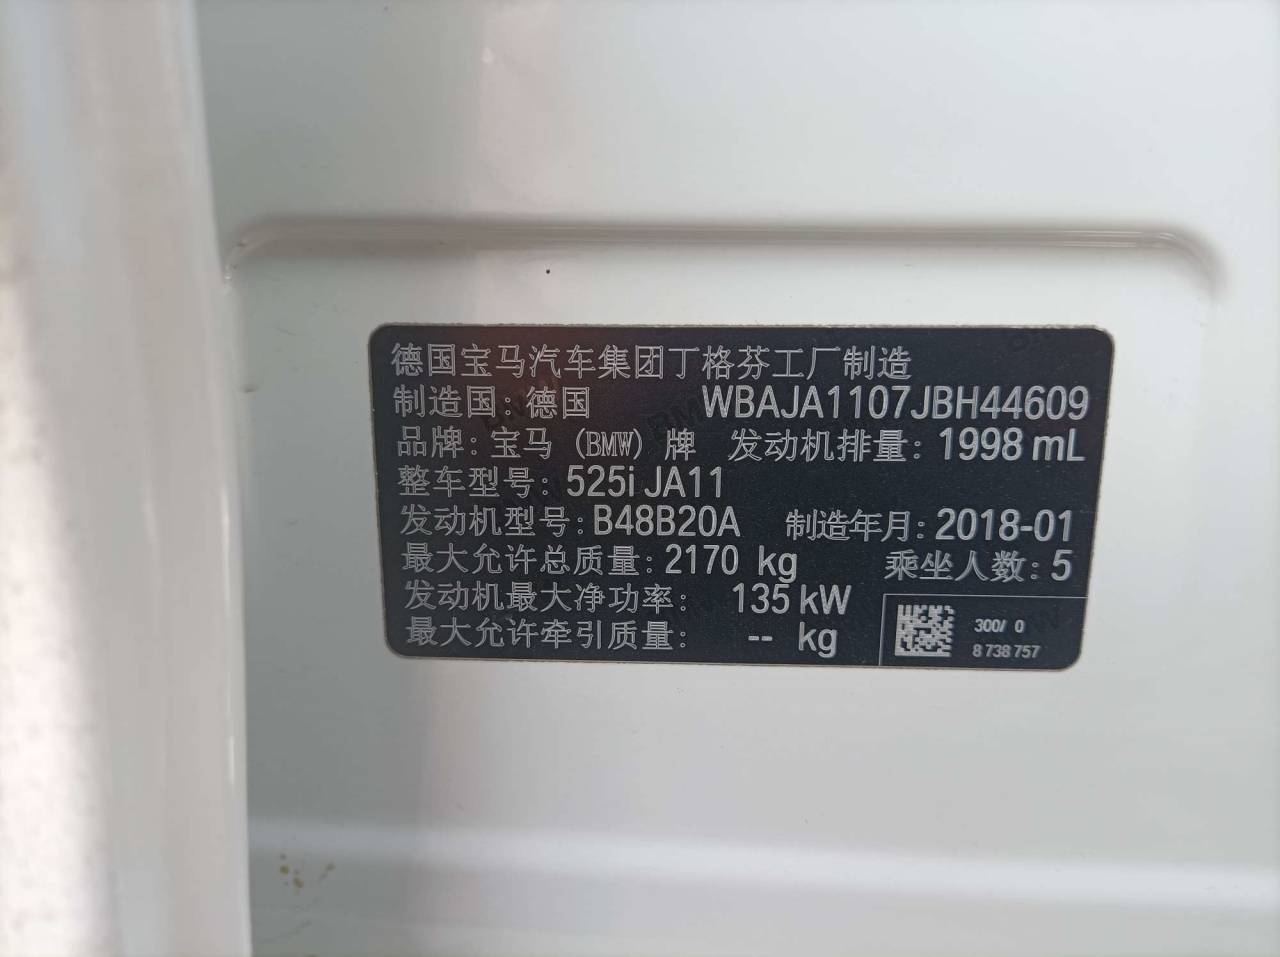 德国宝马汽车集团丁格芬工厂制造
制造国: 德国 WBAJA1107JBH44609
品牌: 宝马 (BMW) 牌 发动机排量: 1998 mL
整车型号: 525i JA11
发动机型号: B48B20A 制造年月: 2018-01
最大允许总质量: 2170 kg 乘坐人数: 5
发动机最大净功率: 135 kW
最大允许牵引质量: -- kg
300/ 0
8 738 757